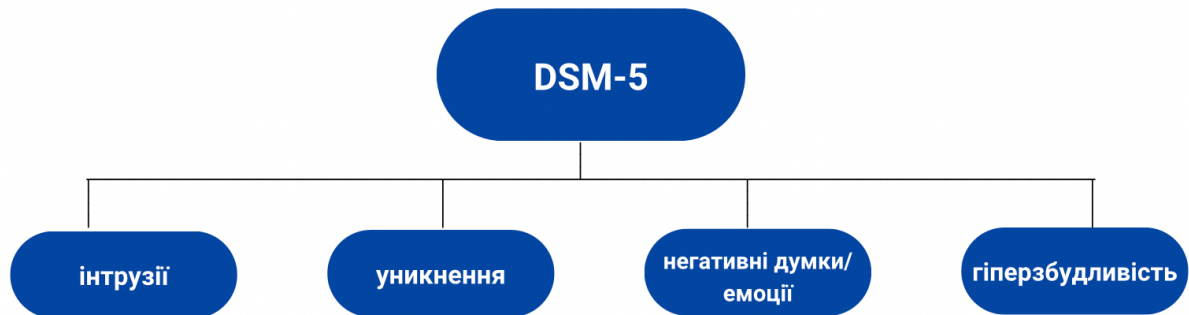 DSM-5
інтрузії
уникнення
негативні думки/
емоції
гіперзбудливість